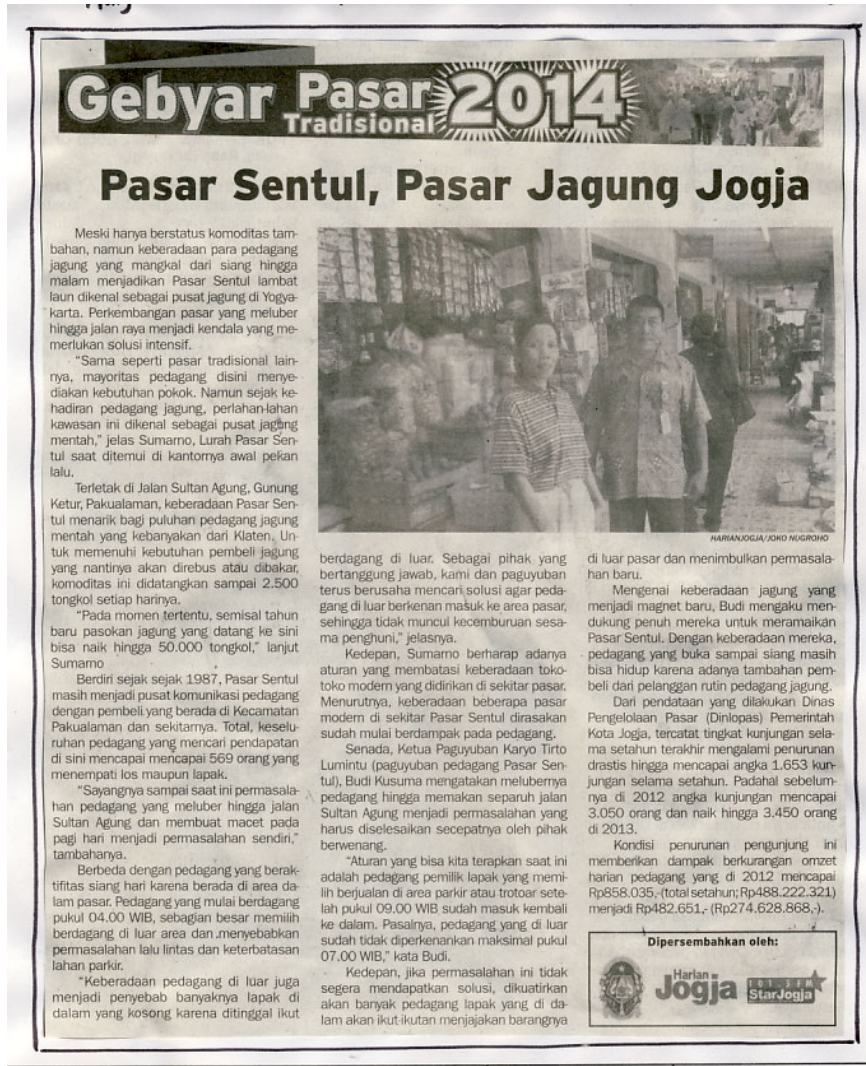 Gebyar Pasar Tradisional 2014
Pasar Sentul, Pasar Jagung Jogja
Meski hanya berstatus komoditas tam-
bahan, namun keberadaan para pedagang
jagung yang mangkal dari siang hingga
malam menjadikan Pasar Sentul lambat
laun dikenal sebagai pusat jagung di Yogya-
karta. Perkembangan pasar yang meluber
hingga jalan raya menjadi kendala yang me-
merlukan solusi intensif.
"Sama seperti pasar tradisional lain-
nya, mayoritas pedagang disini menye-
diakan kebutuhan pokok. Namun sejak ke-
hadiran pedagang jagung, perlahan-lahan
kawasan ini dikenal sebagai pusat jagung
mentah," jelas Sumarno, Lurah Pasar Sen-
tul saat ditemui di kantornya awal pekan
lalu.
Terletak di Jalan Sultan Agung, Gunung
Ketur, Pakualaman, keberadaan Pasar Sen-
tul menarik bagi puluhan pedagang jagung
mentah yang kebanyakan dari Klaten. Un-
tuk memenuhi kebutuhan pembeli jagung
yang nantinya akan direbus atau dibakar,
komoditas ini didatangkan sampai 2.500
tongkol setiap harinya.
"Pada momen tertentu, semisal tahun
baru pasokan jagung yang datang ke sini
bisa naik hingga 50.000 tongkol," lanjut
Sumarno
Berdiri sejak sejak 1987, Pasar Sentul
masih menjadi pusat komunikasi pedagang
dengan pembeli yang berada di Kecamatan
Pakualaman dan sekitarnya. Total, keselu-
ruhan pedagang yang mencari pendapatan
di sini mencapai mencapai 569 orang yang
menempati los maupun lapak.
"Sayangnya sampai saat ini permasala-
han pedagang yang meluber hingga jalan
Sultan Agung dan membuat macet pada
pagi hari menjadi permasalahan sendiri,"
tambahanya.
Berbeda dengan pedagang yang berak-
tifitas siang hari karena berada di area da-
lam pasar. Pedagang yang mulai berdagang
pukul 04.00 WIB, sebagian besar memilih
berdagang di luar area dan menyebabkan
permasalahan lalu lintas dan keterbatasan
lahan parkir.
"Keberadaan pedagang di luar juga
menjadi penyebab banyaknya lapak di
dalam yang kosong karena ditinggal ikut
HARIANJOGJA/JOKO NUGROHO
berdagang di luar. Sebagai pihak yang
bertanggung jawab, kami dan paguyuban
terus berusaha mencari solusi agar peda-
gang di luar berkenan masuk ke area pasar,
sehingga tidak muncul kecemburuan sesa-
ma penghuni," jelasnya.
Kedepan, Sumarno berharap adanya
aturan yang membatasi keberadaan toko-
toko modern yang didirikan di sekitar pasar.
Menurutnya, keberadaan beberapa pasar
modern di sekitar Pasar Sentul dirasakan
sudah mulai berdampak pada pedagang.
Senada, Ketua Paguyuban Karyo Tirto
Lumintu (paguyuban pedagang Pasar Sen-
tul), Budi Kusuma mengatakan melubernya
pedagang hingga memakan separuh jalan
Sultan Agung menjadi permasalahan yang
harus diselesaikan secepatnya oleh pihak
berwenang.
"Aturan yang bisa kita terapkan saat ini
adalah pedagang pemilik lapak yang memi-
lih berjualan di area parkir atau trotoar sete-
lah pukul 09.00 WIB sudah masuk kembali
ke dalam. Pasalnya, pedagang yang di luar
sudah tidak diperkenankan maksimal pukul
07.00 WIB," kata Budi.
Kedepan, jika permasalahan ini tidak
segera mendapatkan solusi, dikuatirkan
akan banyak pedagang lapak yang di da-
lam akan ikut-ikutan menjajakan barangnya
di luar pasar dan menimbulkan permasala-
han baru.
Mengenai keberadaan jagung yang
menjadi magnet baru, Budi mengaku men-
dukung penuh mereka untuk meramaikan
Pasar Sentul. Dengan keberadaan mereka,
pedagang yang buka sampai siang masih
bisa hidup karena adanya tambahan pem-
beli dari pelanggan rutin pedagang jagung.
Dari pendataan yang dilakukan Dinas
Pengelolaan Pasar (Dinlopas) Pemerintah
Kota Jogja, tercatat tingkat kunjungan sela-
ma setahun terakhir mengalami penurunan
drastis hingga mencapai angka 1.653 kun-
jungan selama setahun. Padahal sebelum-
nya di 2012 angka kunjungan mencapai
3.050 orang dan naik hingga 3.450 orang
di 2013.
Kondisi penurunan pengunjung ini
memberikan dampak berkurangan omzet
harian pedagang yang di 2012 mencapai
Rp858.035,-(total setahun;Rp488.222.321)
menjadi Rp482.651,- (Rp274.628.868,-).
Dipersembahkan oleh:
Harian
Jogja
101.3FM
StarJogja